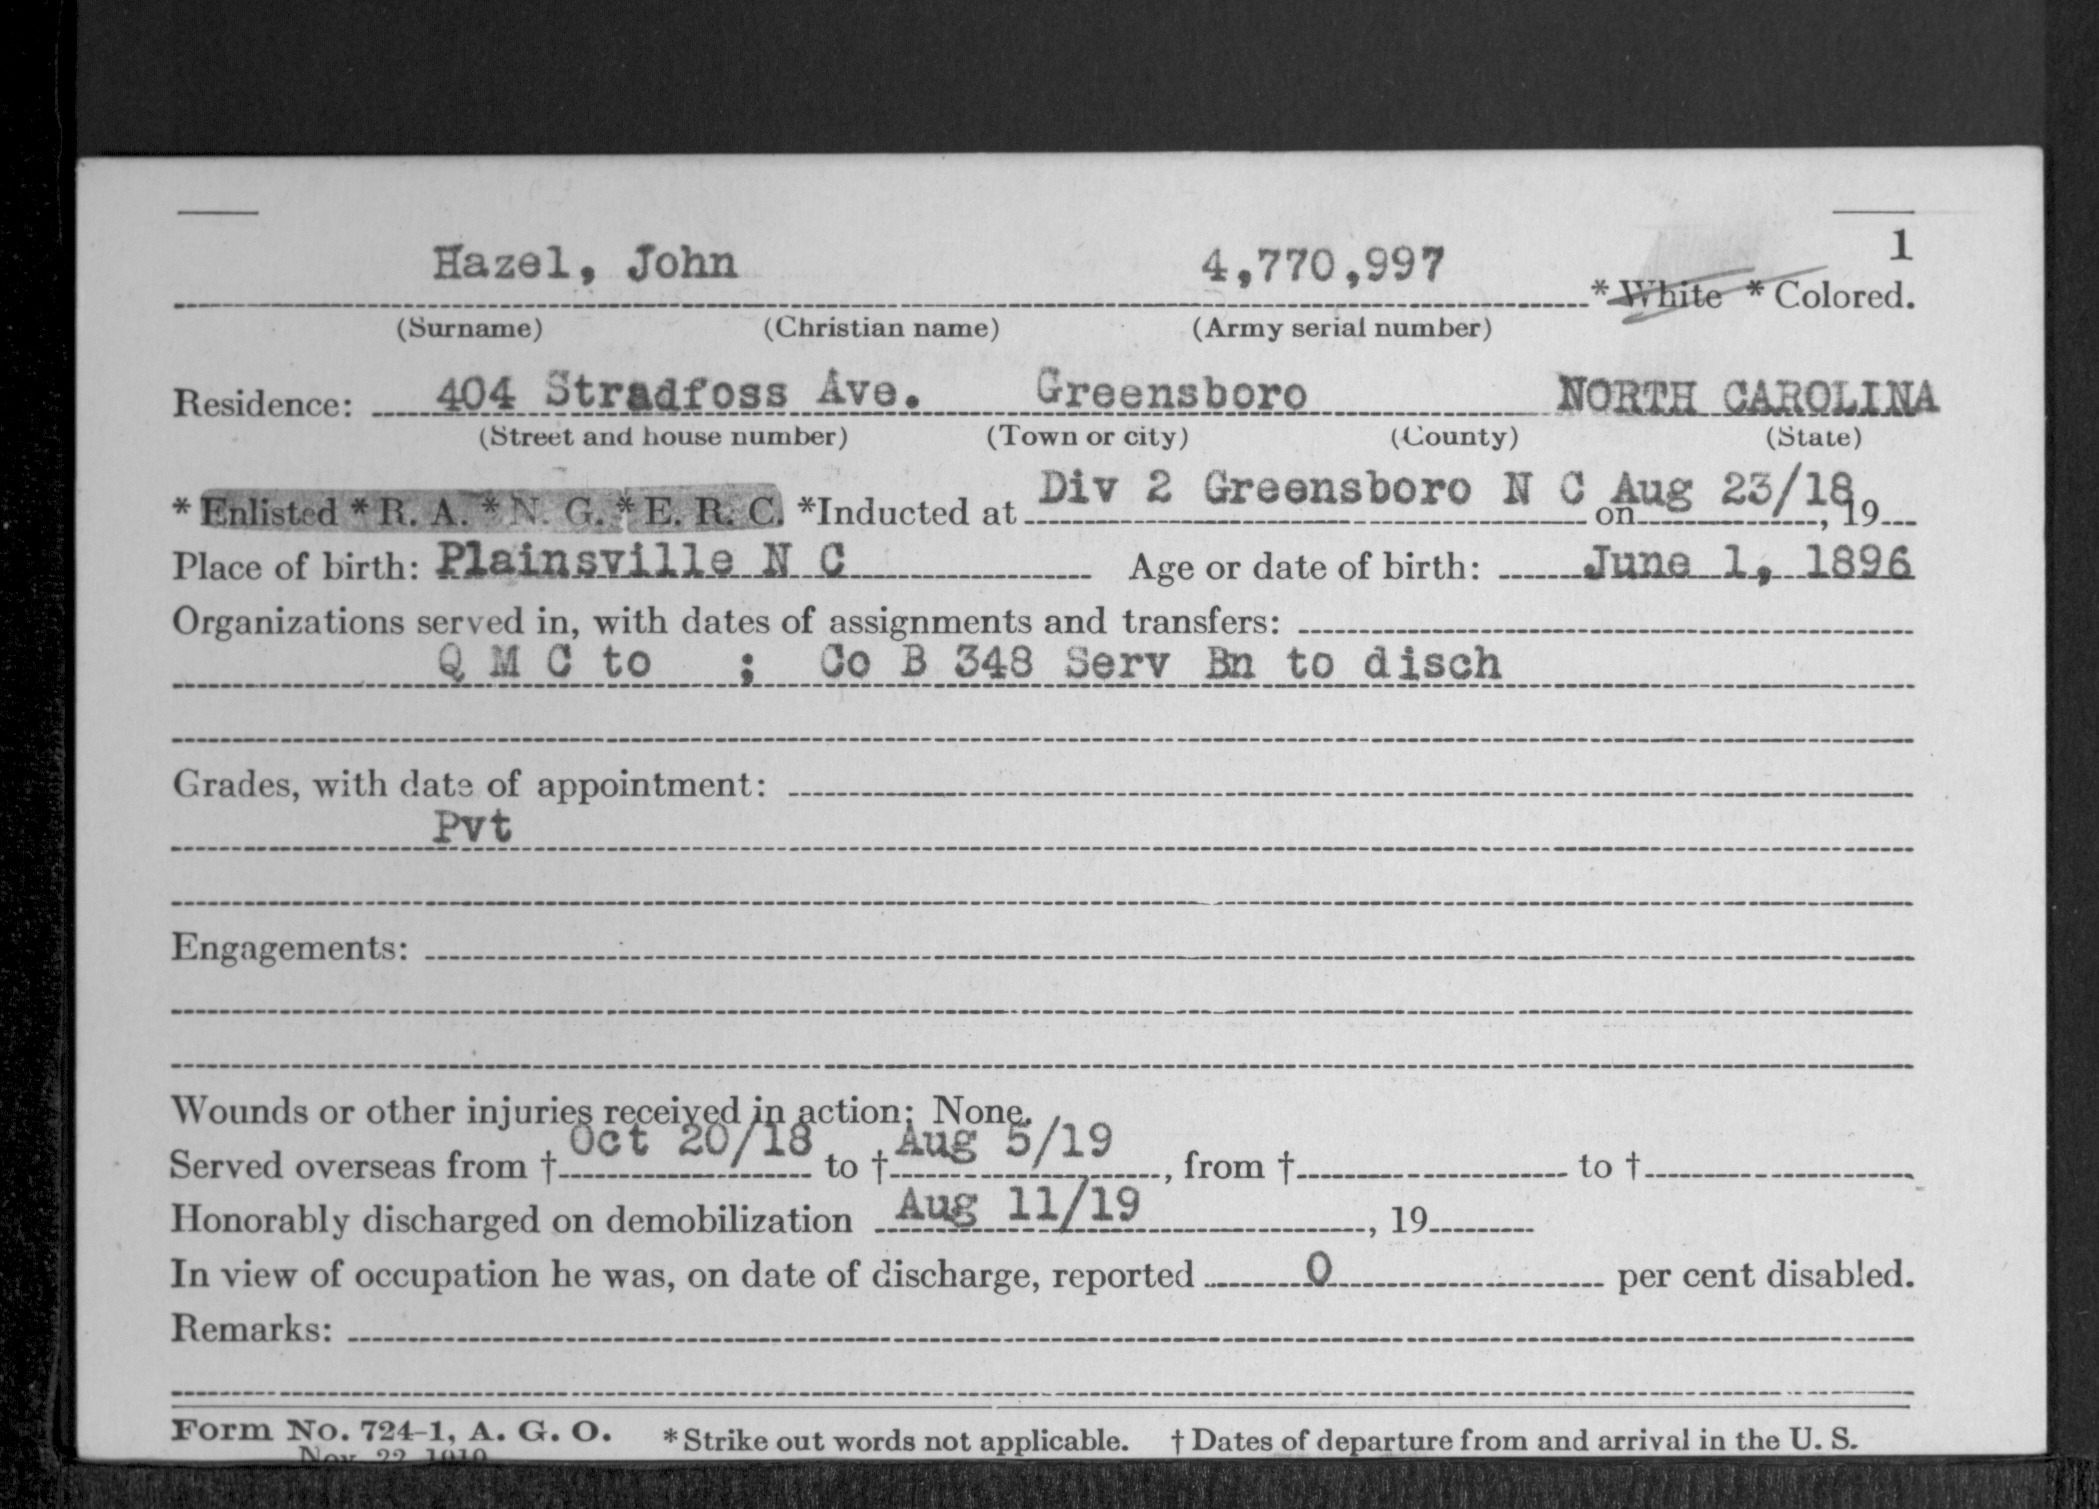 1
Hazel, John 4,770,997 * White * Colored.
(Surname) (Christian name) (Army serial number)
Residence: 404 Stradfoss Ave. Greensboro NORTH CAROLINA
(Street and house number) (Town or city) (County) (State)
* Enlisted * R. A. * N. G. * E. R. C. *Inducted at Div 2 Greensboro N C on Aug 23/18, 19
Place of birth: Plainsville N C Age or date of birth: June 1, 1896
Organizations served in, with dates of assignments and transfers:
Q M C to ; Co B 348 Serv Bn to disch
Grades, with date of appointment:
Pvt
Engagements:
Wounds or other injuries received in action: None.
Served overseas from † Oct 20/18 to † Aug 5/19, from † to †
Honorably discharged on demobilization Aug 11/19, 19
In view of occupation he was, on date of discharge, reported 0 per cent disabled.
Remarks:
Form No. 724-1, A. G. O. * Strike out words not applicable. † Dates of departure from and arrival in the U. S.
Nov. 22, 1919